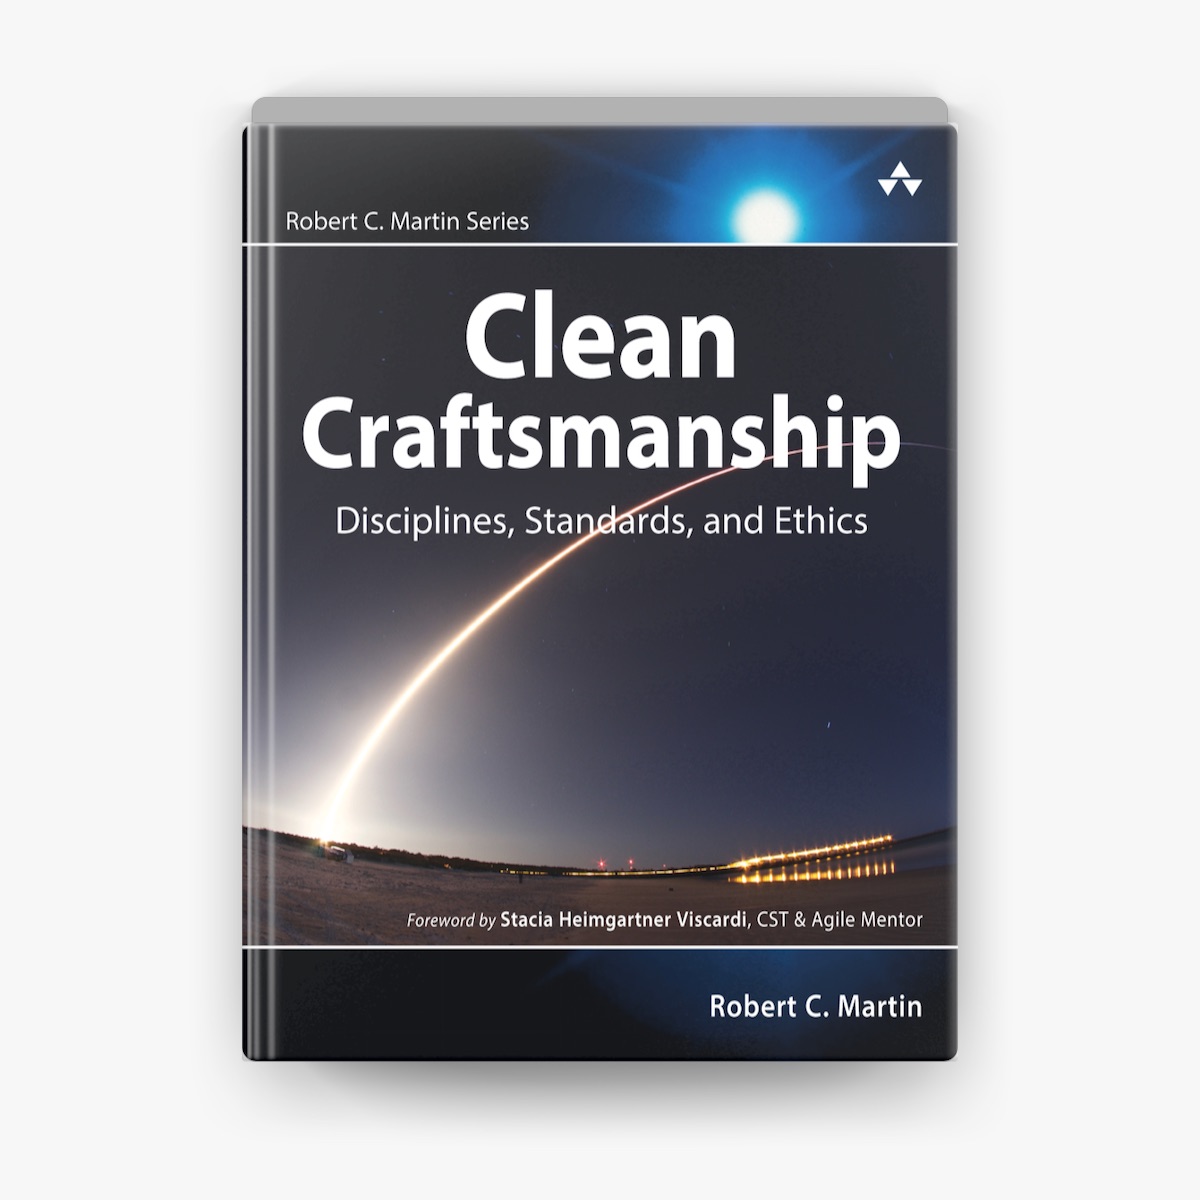 Robert C. Martin Series
Clean
Craftsmanship
Disciplines, Standards, and Ethics
Foreword by Stacia Heimgartner Viscardi, CST & Agile Mentor
Robert C. Martin